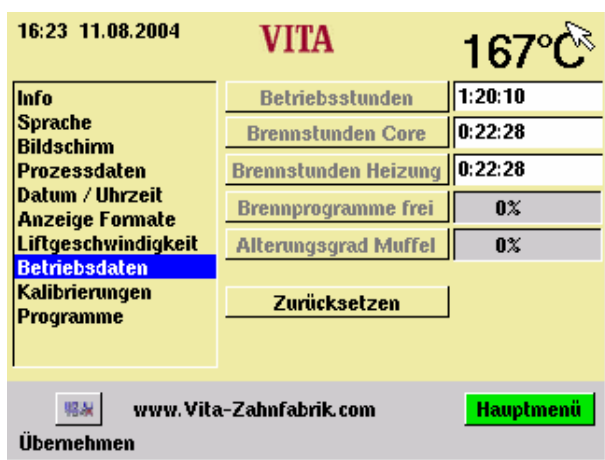 16:23 11.08.2004
VITA
167°C
Info
Sprache
Bildschirm
Prozessdaten
Datum / Uhrzeit
Anzeige Formate
Liftgeschwindigkeit
Betriebsdaten
Kalibrierungen
Programme
Betriebsstunden 1:20:10
Brennstunden Core 0:22:28
Brennstunden Heizung 0:22:28
Brennprogramme frei 0%
Alterungsgrad Muffel 0%
Zurücksetzen
www.Vita-Zahnfabrik.com
Hauptmenü
Übernehmen